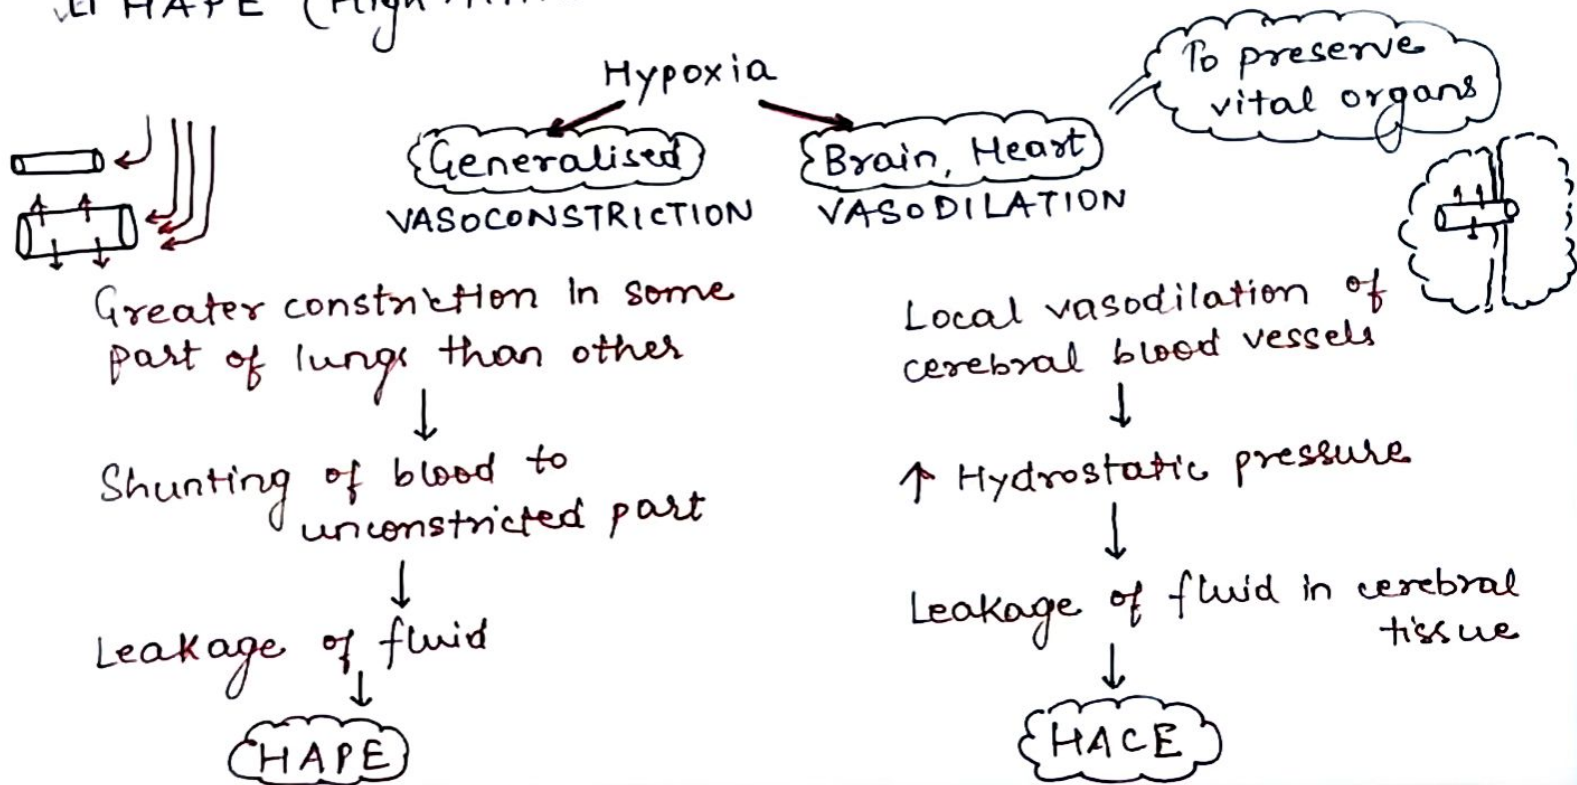 HAPE (High
Hypoxia
To preserve
vital organs
Generalised
VASOCONSTRICTION
Brain, Heart
VASODILATION
Greater constriction in some
part of lungs than other
↓
Shunting of blood to
unconstricted part
↓
Leakage of fluid
↓
HAPE
Local vasodilation of
cerebral blood vessels
↓
↑ Hydrostatic pressure
↓
Leakage of fluid in cerebral
tissue
↓
HACE